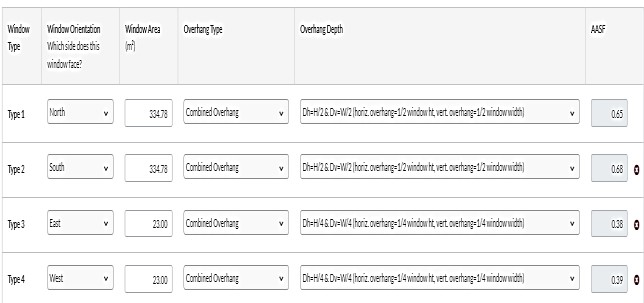 Window Type
Window Orientation
Which side does this window face?
Window Area (m²)
Overhang Type
Overhang Depth
AASF
Type 1 North 334.78 Combined Overhang Dh=H/2 & Dv=W/2 (horiz. overhang=1/2 window ht, vert. overhang=1/2 window width) 0.65
Type 2 South 334.78 Combined Overhang Dh=H/2 & Dv=W/2 (horiz. overhang=1/2 window ht, vert. overhang=1/2 window width) 0.68
Type 3 East 23.00 Combined Overhang Dh=H/4 & Dv=W/4 (horiz. overhang=1/4 window ht, vert. overhang=1/4 window width) 0.38
Type 4 West 23.00 Combined Overhang Dh=H/4 & Dv=W/4 (horiz. overhang=1/4 window ht, vert. overhang=1/4 window width) 0.39